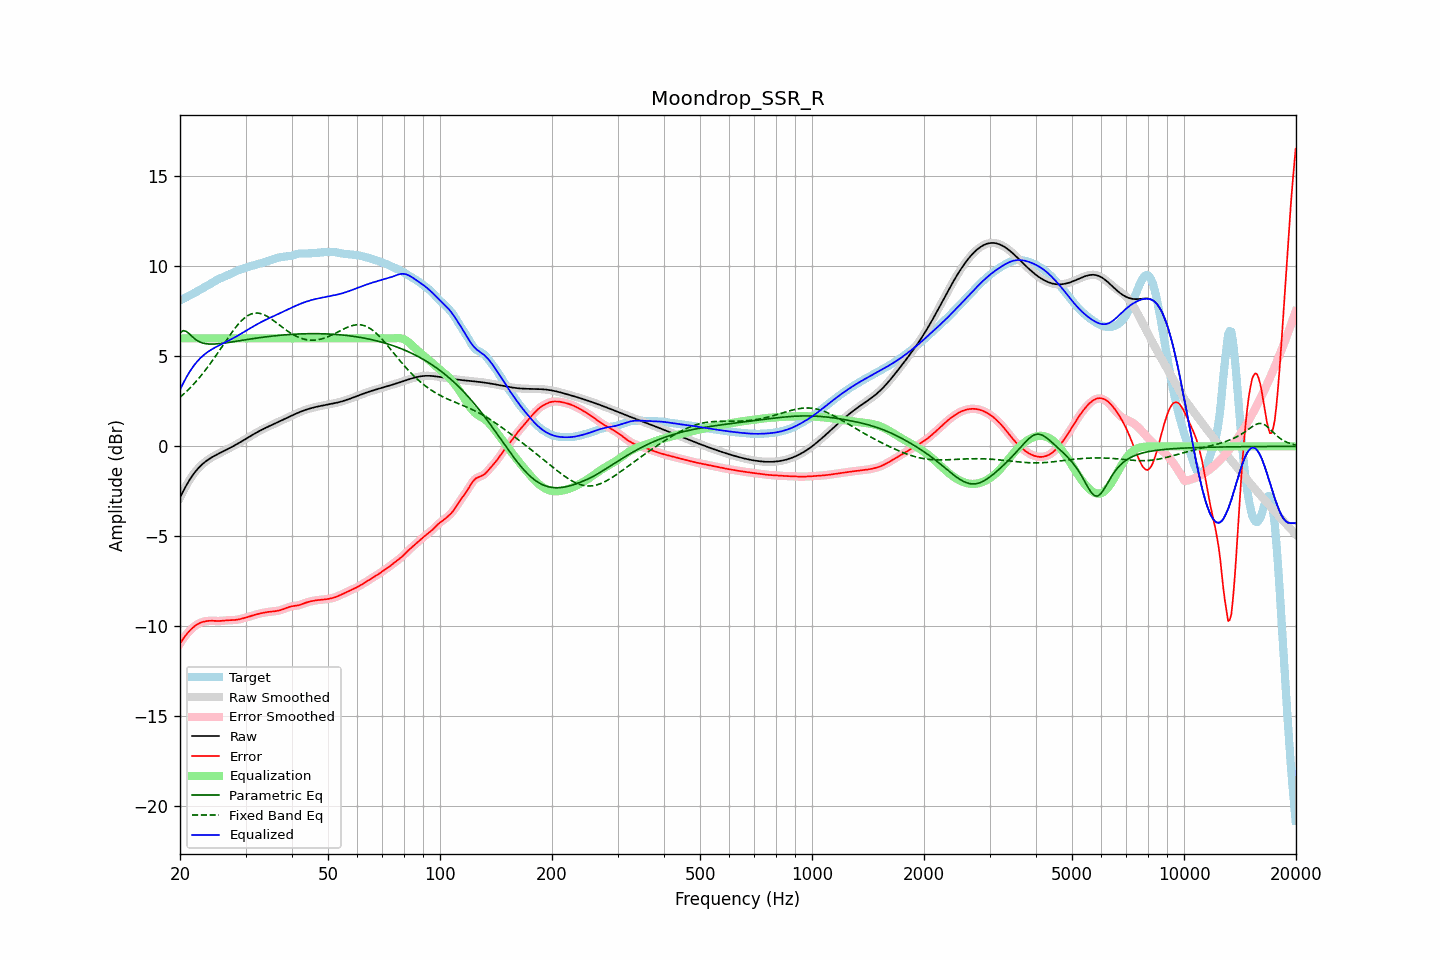 Moondrop_SSR_R
Amplitude (dBr)
15
10
5
0
−5
−10
−15
−20
Target
Raw Smoothed
Error Smoothed
Raw
Error
Equalization
Parametric Eq
Fixed Band Eq
Equalized
20 50 100 200 500 1000 2000 5000 10000 20000
Frequency (Hz)